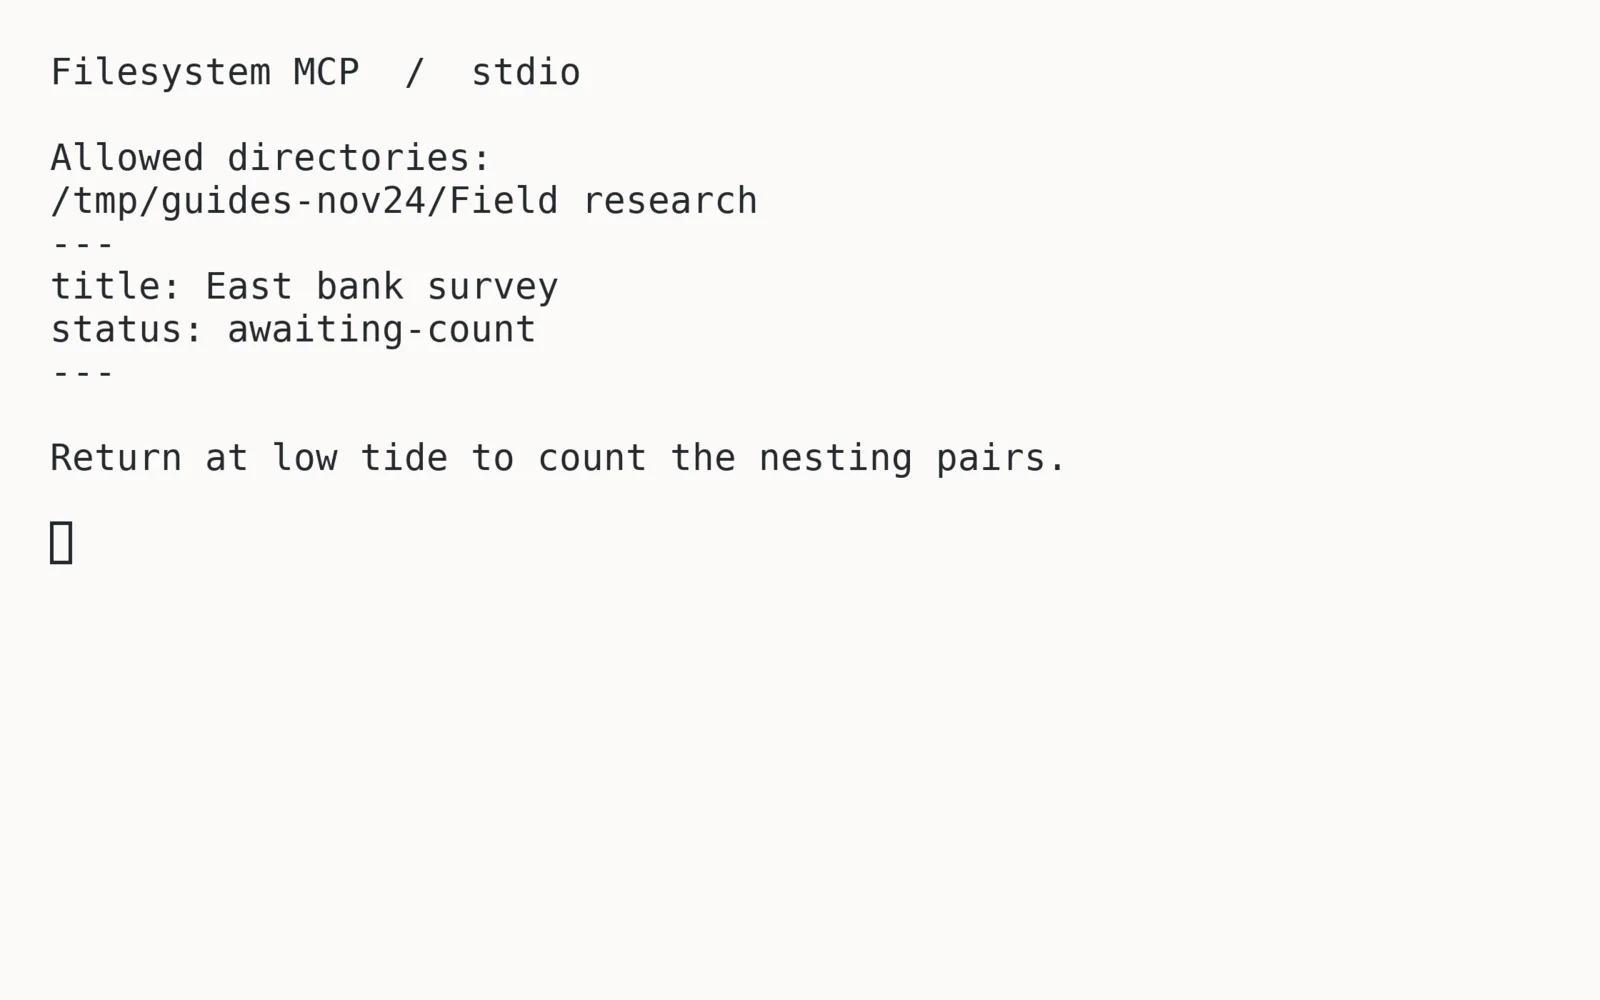 Filesystem MCP  /  stdio
Allowed directories:
/tmp/guides-nov24/Field research
---
title: East bank survey
status: awaiting-count
---
Return at low tide to count the nesting pairs.